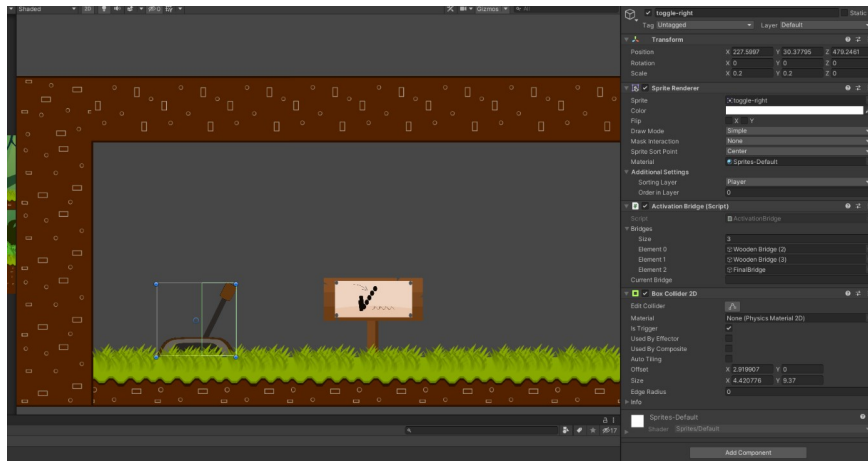 Shaded
2D
0
Gizmos
toggle-right
Static
Tag Untagged
Layer Default
Transform
Position X 227.5997 Y 30.37795 Z 479.2461
Rotation X 0 Y 0 Z 0
Scale X 0.2 Y 0.2 Z 0
Sprite Renderer
Sprite toggle-right
Color
Flip X Y
Draw Mode Simple
Mask Interaction None
Sprite Sort Point Center
Material Sprites-Default
Additional Settings
Sorting Layer Player
Order in Layer 0
Activation Bridge (Script)
Script ActivationBridge
Bridges
Size 3
Element 0 Wooden Bridge (2)
Element 1 Wooden Bridge (3)
Element 2 FinalBridge
Current Bridge
Box Collider 2D
Edit Collider
Material None (Physics Material 2D)
Is Trigger
Used By Effector
Used By Composite
Auto Tiling
Offset X 2.919907 Y 0
Size X 4.420776 Y 9.37
Edge Radius 0
Info
17
Sprites-Default
Shader Sprites/Default
Add Component